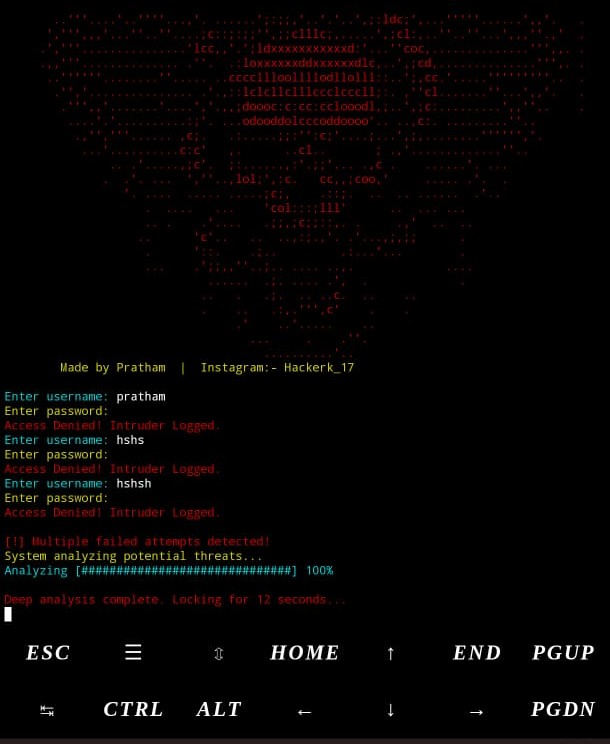 Made by Pratham | Instagram:- Hackerk_17
Enter username: pratham
Enter password:
Access Denied! Intruder Logged.
Enter username: hshs
Enter password:
Access Denied! Intruder Logged.
Enter username: hshsh
Enter password:
Access Denied! Intruder Logged.
[!] Multiple failed attempts detected!
System analyzing potential threats...
Analyzing [##############################] 100%
Deep analysis complete. Locking for 12 seconds...
ESC ☰ ⇳ HOME ↑ END PGUP
↹ CTRL ALT ← ↓ → PGDN